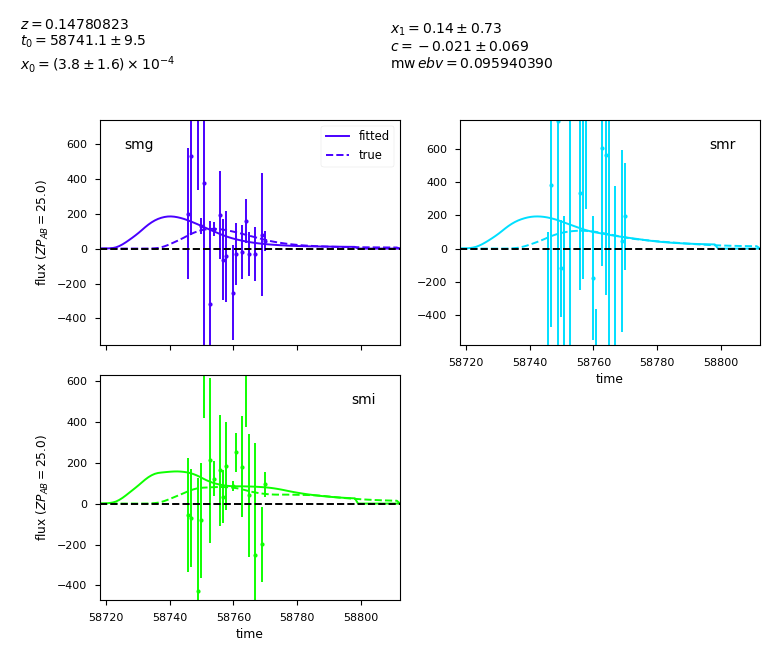 z = 0.14780823
t₀ = 58741.1 ± 9.5
x₀ = (3.8 ± 1.6) × 10⁻⁴
x₁ = 0.14 ± 0.73
c = −0.021 ± 0.069
mw ebv = 0.095940390
smg
fitted
true
600
400
200
0
−200
−400
flux (ZP_AB = 25.0)
smr
600
400
200
0
−200
−400
58720 58740 58760 58780 58800
time
smi
600
400
200
0
−200
−400
flux (ZP_AB = 25.0)
58720 58740 58760 58780 58800
time